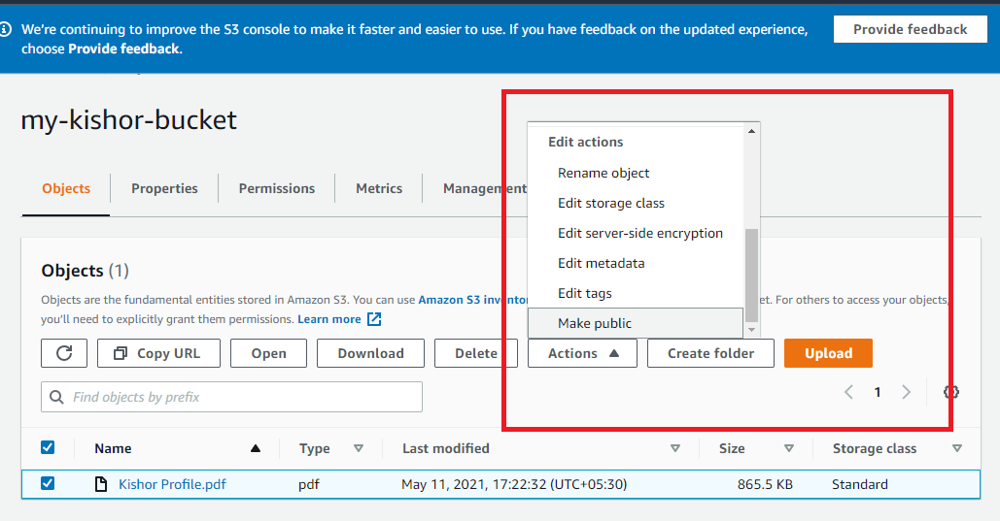 We're continuing to improve the S3 console to make it faster and easier to use. If you have feedback on the updated experience,
choose Provide feedback.
Provide feedback
my-kishor-bucket
Objects
Properties
Permissions
Metrics
Management
Edit actions
Rename object
Edit storage class
Edit server-side encryption
Edit metadata
Edit tags
Make public
Objects (1)
Objects are the fundamental entities stored in Amazon S3. You can use Amazon S3 invento
et. For others to access your objects,
you'll need to explicitly grant them permissions. Learn more
Copy URL
Open
Download
Delete
Actions
Create folder
Upload
Find objects by prefix
1
Name
Type
Last modified
Size
Storage class
Kishor Profile.pdf
pdf
May 11, 2021, 17:22:32 (UTC+05:30)
865.5 KB
Standard